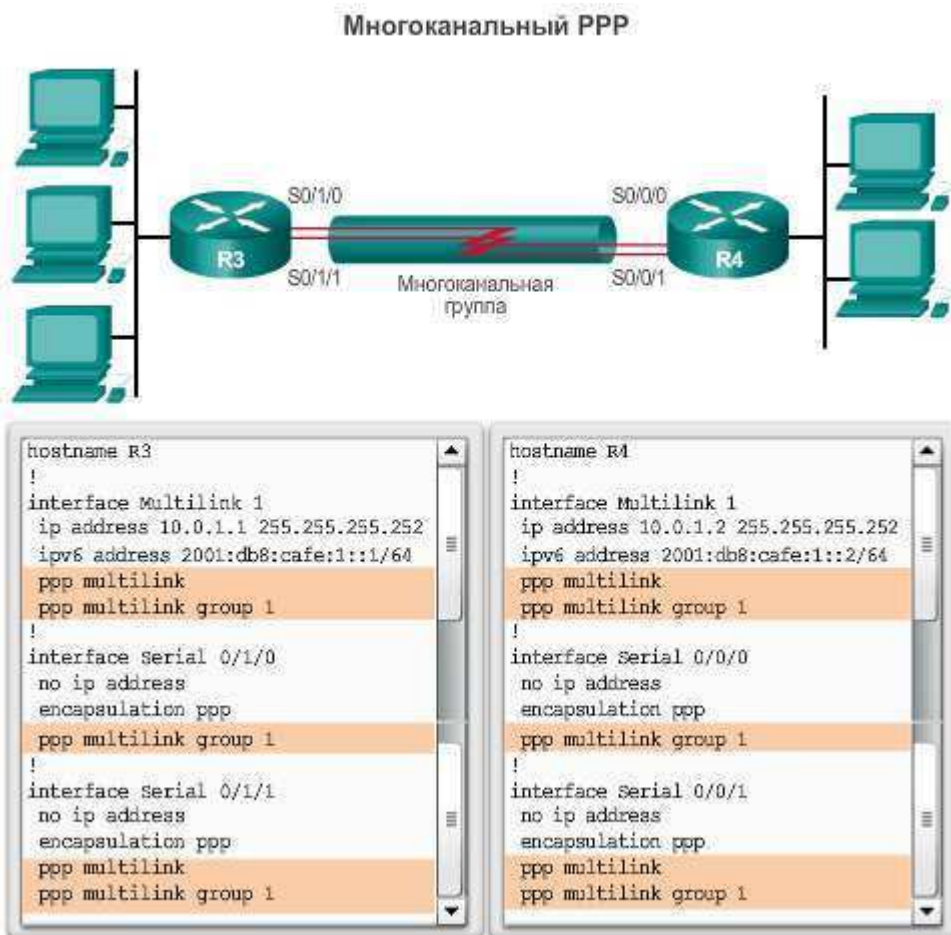 Многоканальный PPP
S0/1/0
S0/0/0
R3
R4
S0/1/1
Многоканальная
группа
S0/0/1
hostname R3
!
interface Multilink 1
ip address 10.0.1.1 255.255.255.252
ipv6 address 2001:db8:cafe:1::1/64
ppp multilink
ppp multilink group 1
!
interface Serial 0/1/0
no ip address
encapsulation ppp
ppp multilink group 1
!
interface Serial 0/1/1
no ip address
encapsulation ppp
ppp multilink
ppp multilink group 1
hostname R4
!
interface Multilink 1
ip address 10.0.1.2 255.255.255.252
ipv6 address 2001:db8:cafe:1::2/64
ppp multilink
ppp multilink group 1
!
interface Serial 0/0/0
no ip address
encapsulation ppp
ppp multilink group 1
!
interface Serial 0/0/1
no ip address
encapsulation ppp
ppp multilink
ppp multilink group 1